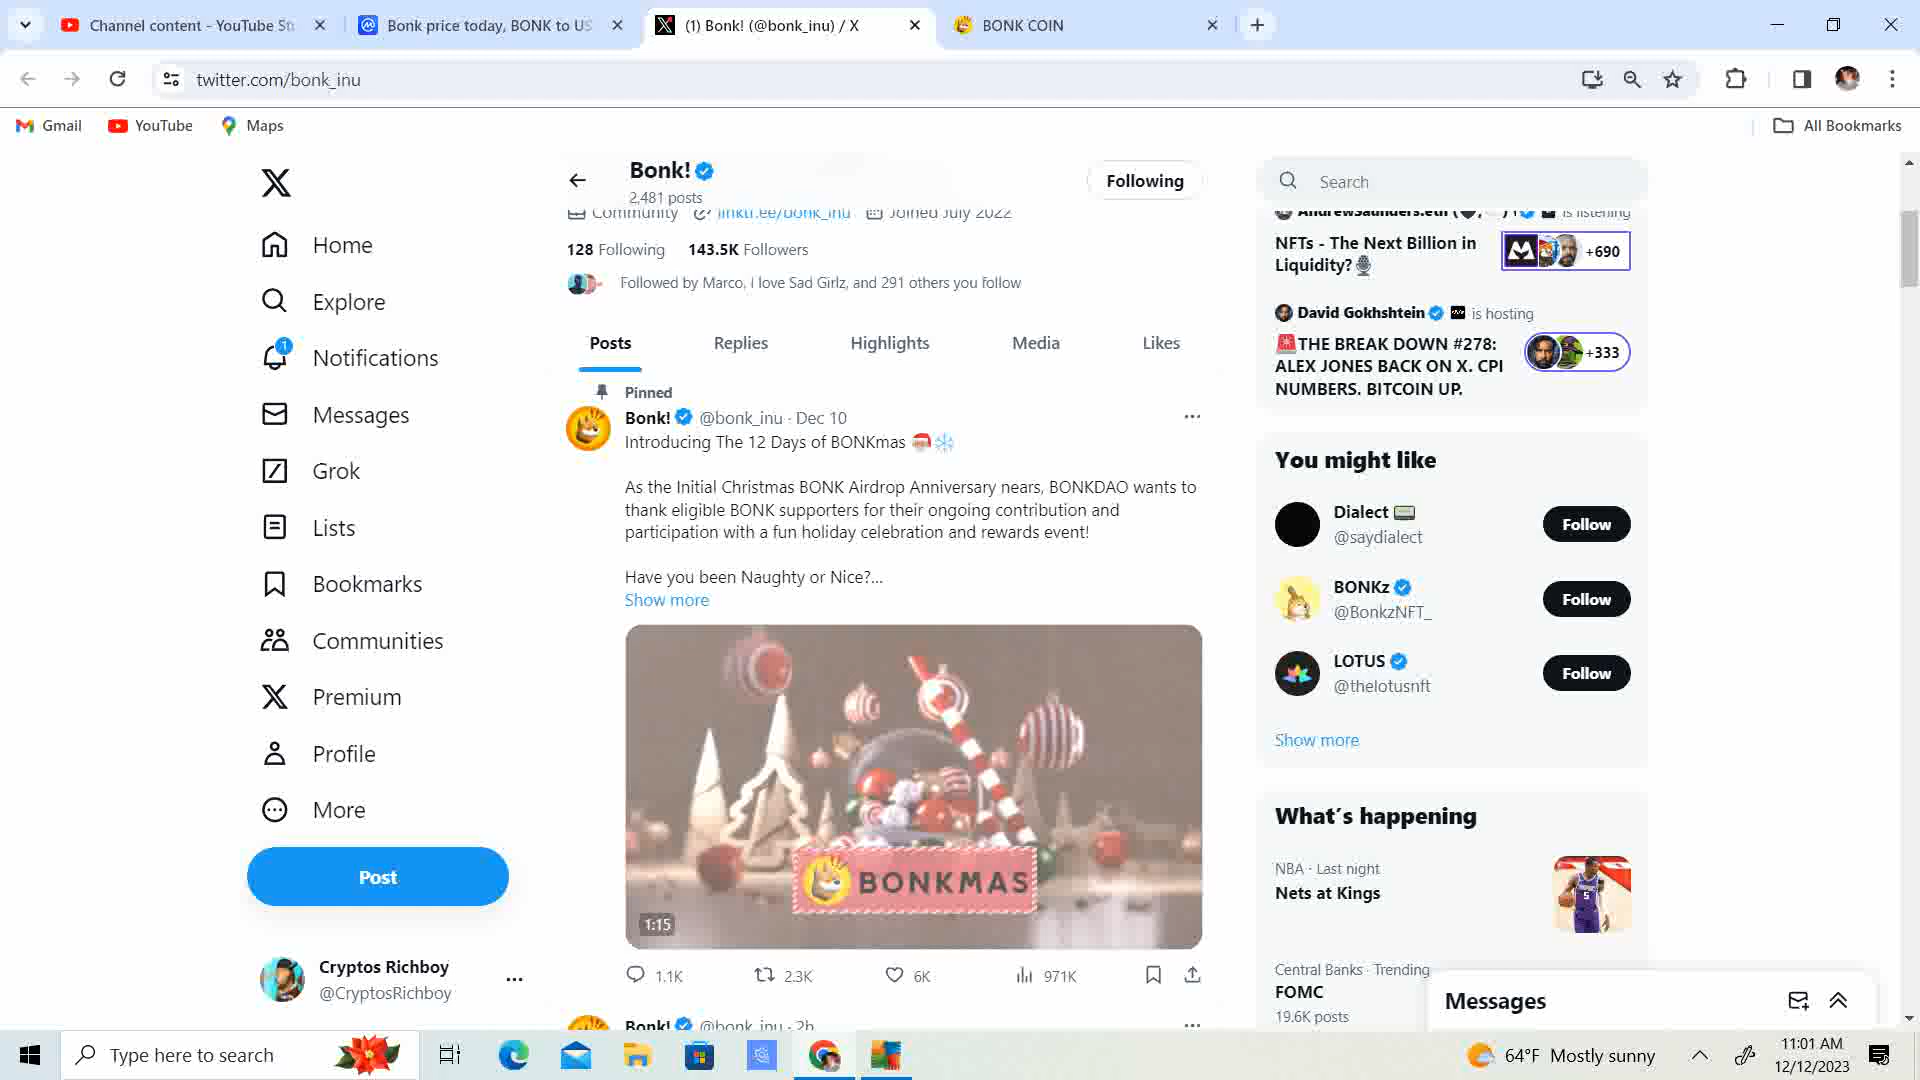 Channel content - YouTube St
Bonk price today, BONK to US
(1) Bonk! (@bonk_inu) / X
BONK COIN
twitter.com/bonk_inu
Gmail
YouTube
Maps
All Bookmarks
Home
Explore
1
Notifications
Messages
Grok
Lists
Bookmarks
Communities
Premium
Profile
More
Post
Cryptos Richboy
@CryptosRichboy
Bonk!
2,481 posts
Following
Community linktr.ee/bonk_inu Joined July 2022
128 Following 143.5K Followers
Followed by Marco, I love Sad Girlz, and 291 others you follow
Posts Replies Highlights Media Likes
Pinned
Bonk! @bonk_inu · Dec 10
Introducing The 12 Days of BONKmas 🎅❄️
As the Initial Christmas BONK Airdrop Anniversary nears, BONKDAO wants to
thank eligible BONK supporters for their ongoing contribution and
participation with a fun holiday celebration and rewards event!
Have you been Naughty or Nice?...
Show more
BONKMAS
1:15
1.1K 2.3K 6K 971K
Bonk! @bonk_inu · 2h
Search
AndrewSaunders.eth is listening
NFTs - The Next Billion in
Liquidity?🎙️
+690
David Gokhshtein is hosting
🚨THE BREAK DOWN #278:
ALEX JONES BACK ON X. CPI
NUMBERS. BITCOIN UP.
+333
You might like
Dialect
@saydialect
Follow
BONKz
@BonkzNFT_
Follow
LOTUS
@thelotusnft
Follow
Show more
What's happening
NBA · Last night
Nets at Kings
Central Banks · Trending
FOMC
19.6K posts
Messages
Type here to search
64°F Mostly sunny
11:01 AM
12/12/2023